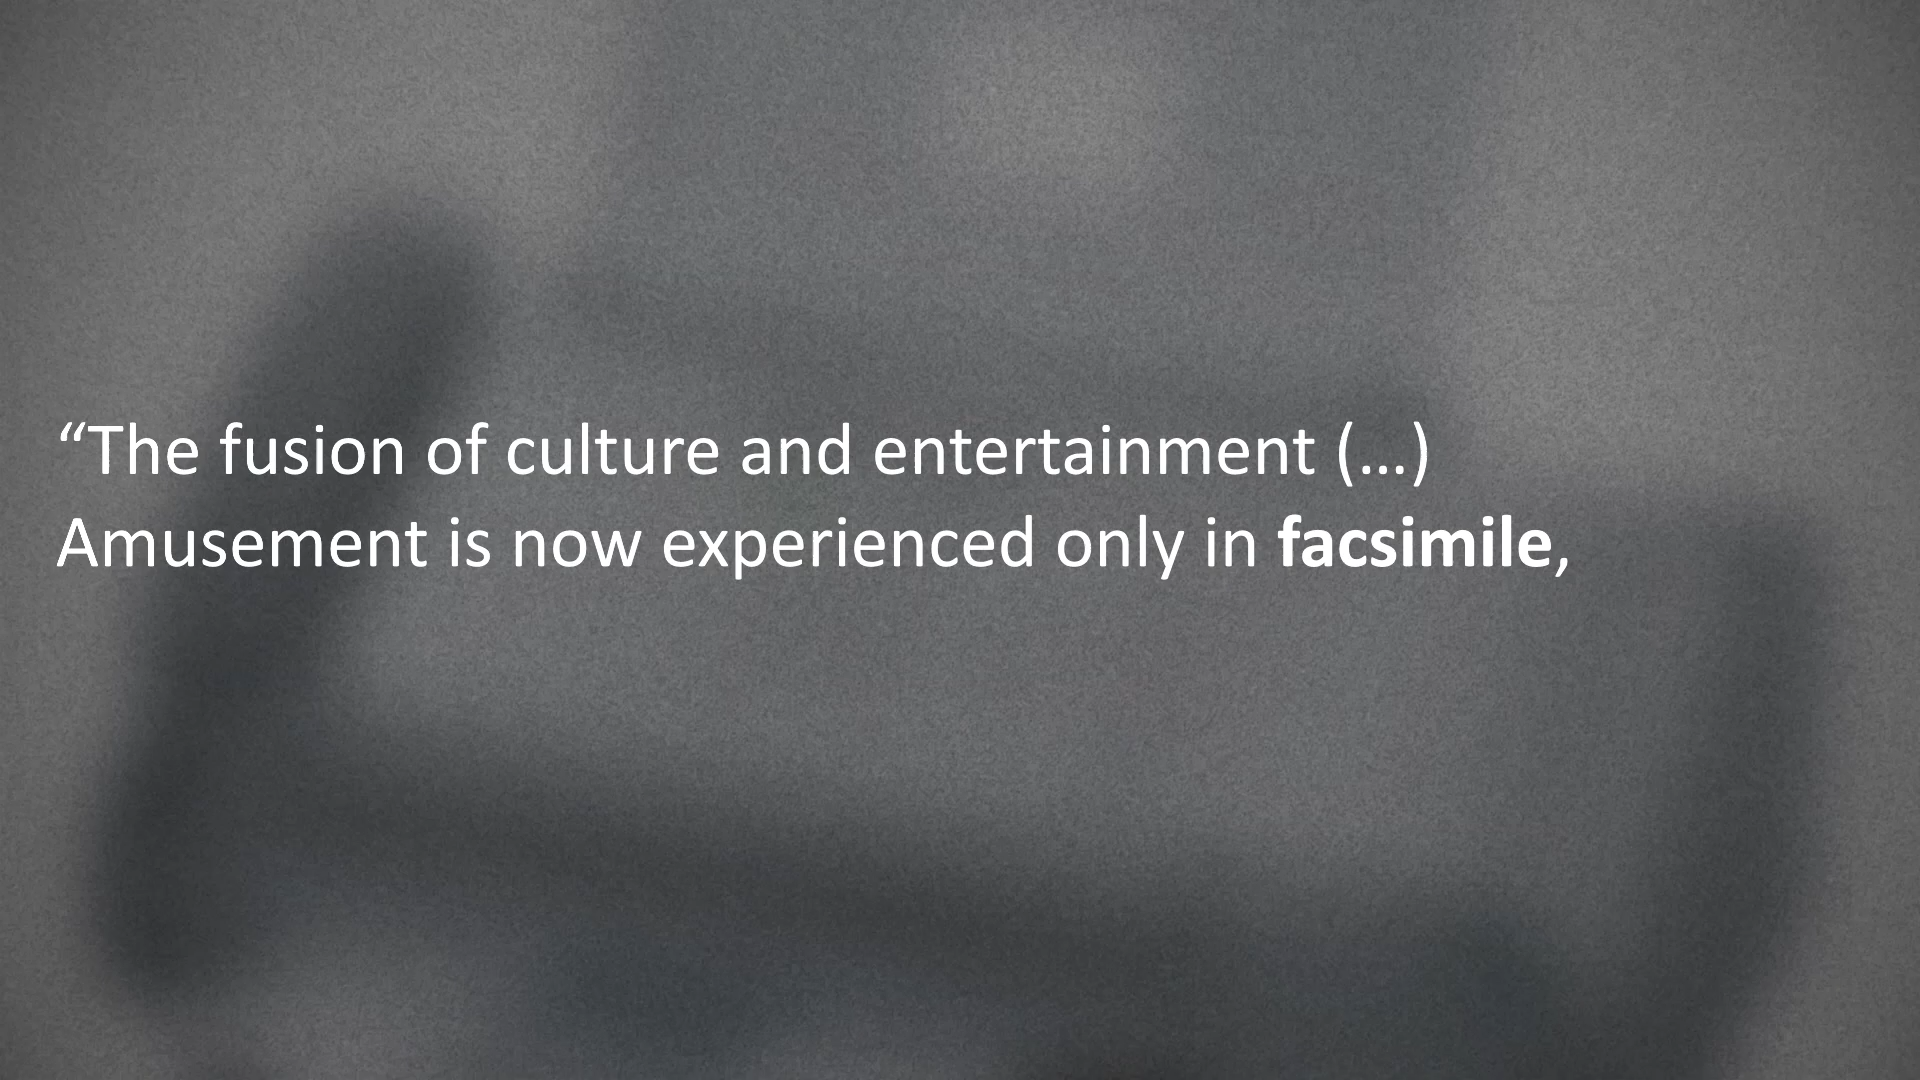 “The fusion of culture and entertainment (…)
Amusement is now experienced only in facsimile,